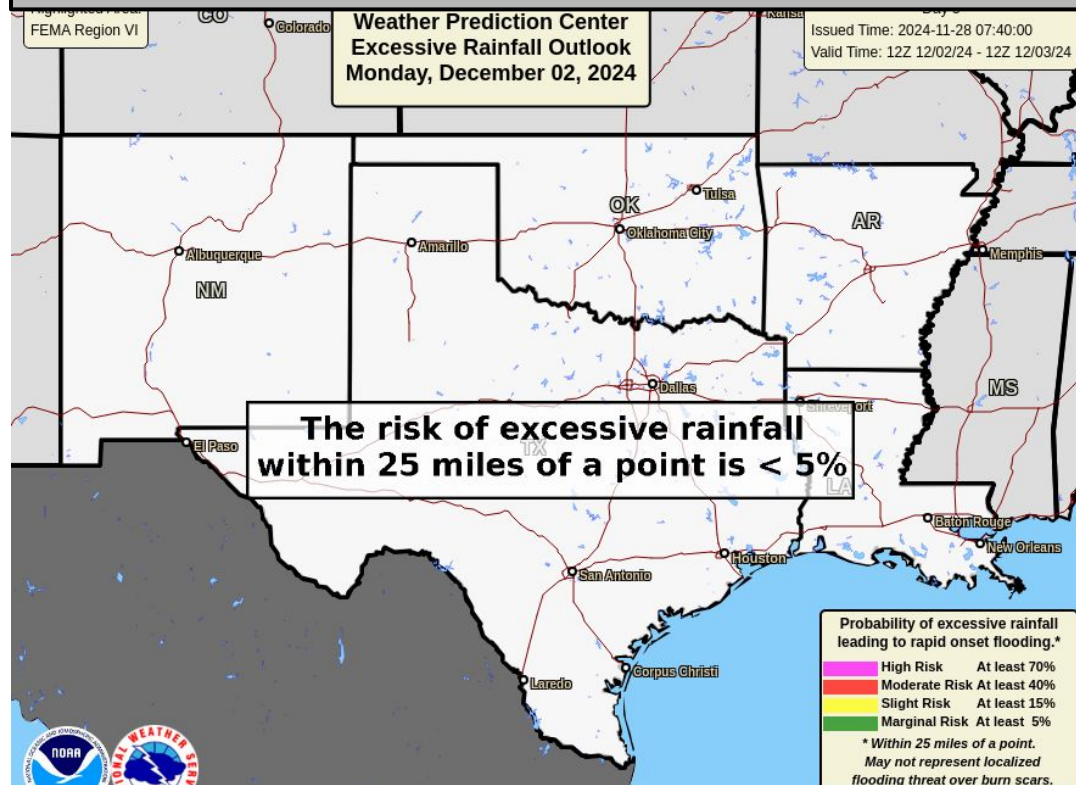 Highlighted Area:
FEMA Region VI
Weather Prediction Center
Excessive Rainfall Outlook
Monday, December 02, 2024
Issued Time: 2024-11-28 07:40:00
Valid Time: 12Z 12/02/24 - 12Z 12/03/24
CO
Colorado
Kansa
Tulsa
OK
Oklahoma City
AR
Albuquerque
Amarillo
Memphis
NM
Dallas
MS
Shreveport
El Paso
The risk of excessive rainfall
within 25 miles of a point is < 5%
TX
LA
Baton Rouge
New Orleans
Houston
San Antonio
Corpus Christi
Laredo
Probability of excessive rainfall
leading to rapid onset flooding.*
High Risk At least 70%
Moderate Risk At least 40%
Slight Risk At least 15%
Marginal Risk At least 5%
* Within 25 miles of a point.
May not represent localized
flooding threat over burn scars.
NOAA